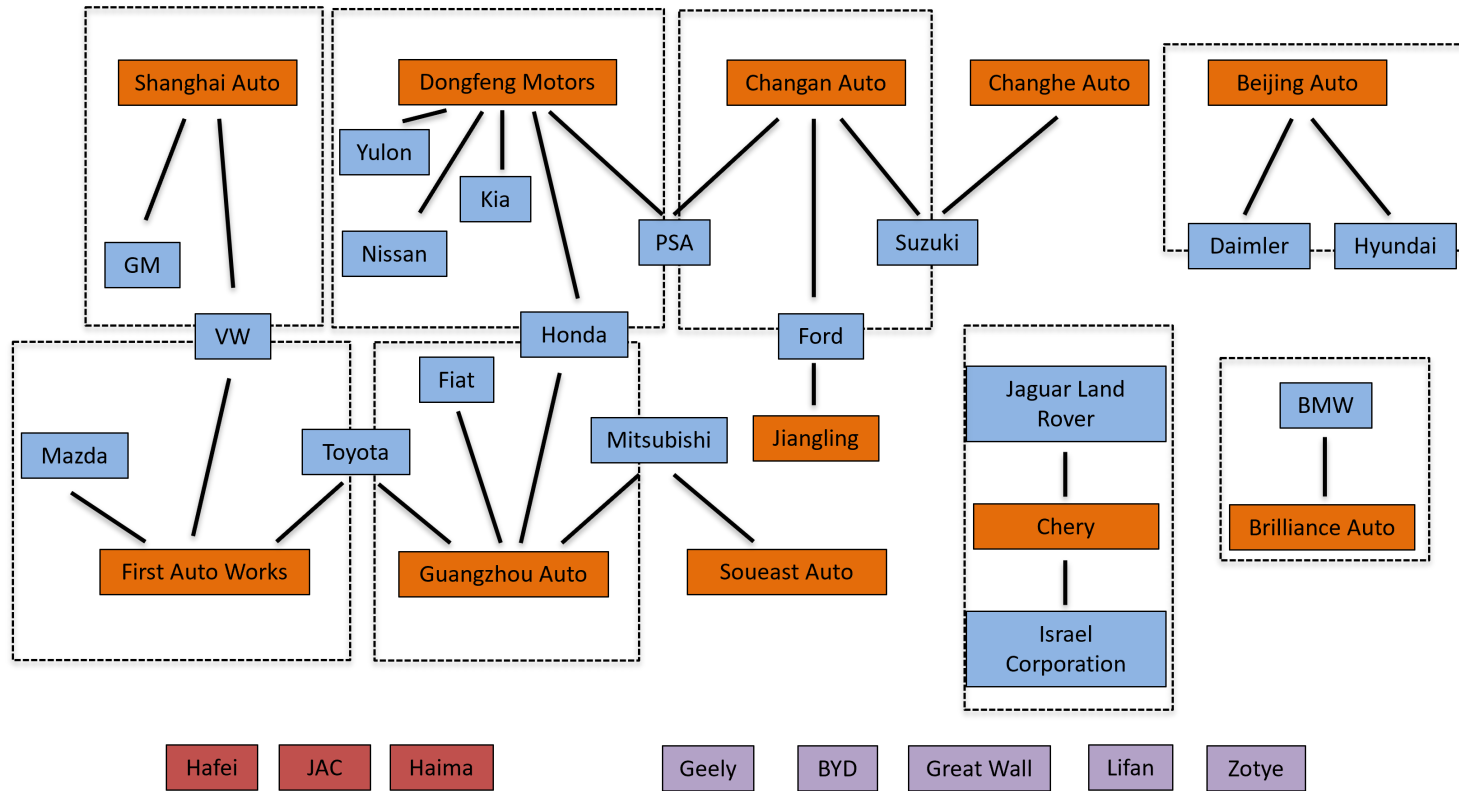 Shanghai Auto
Dongfeng Motors
Changan Auto
Changhe Auto
Beijing Auto
Yulon
Kia
GM
Nissan
PSA
Suzuki
Daimler
Hyundai
VW
Honda
Ford
Fiat
Jaguar Land
Rover
BMW
Mazda
Toyota
Mitsubishi
Jiangling
Chery
Brilliance Auto
First Auto Works
Guangzhou Auto
Soueast Auto
Israel
Corporation
Hafei
JAC
Haima
Geely
BYD
Great Wall
Lifan
Zotye